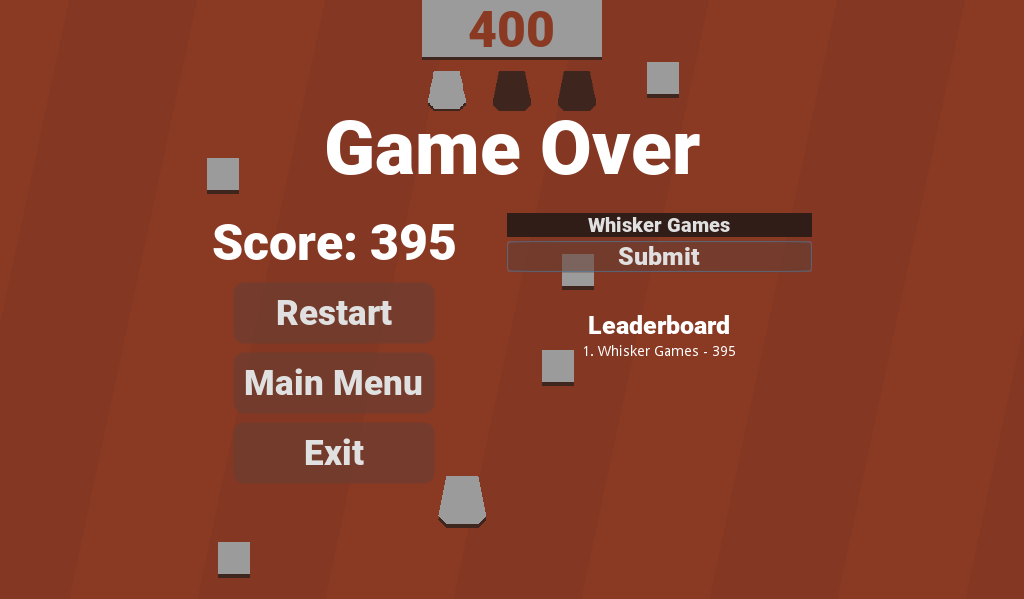 400
Game Over
Score: 395
Restart
Main Menu
Exit
Whisker Games
Submit
Leaderboard
1. Whisker Games - 395